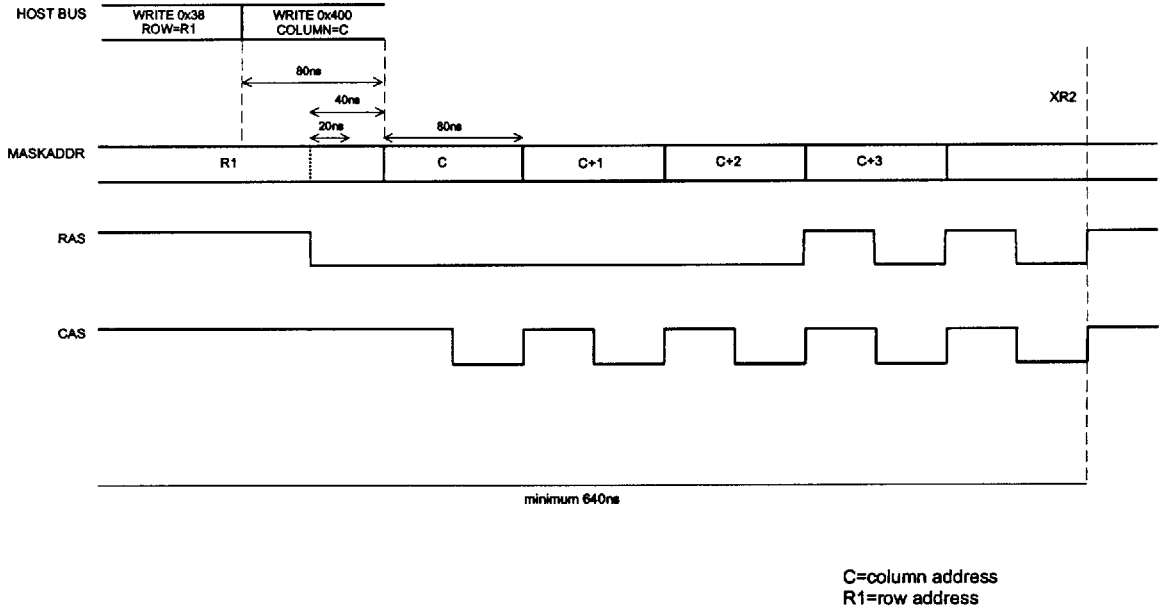 HOST BUS
WRITE 0x38
ROW=R1
WRITE 0x400
COLUMN=C
80ns
40ns
XR2
20ns
80ns
MASKADDR
R1
C
C+1
C+2
C+3
RAS
CAS
minimum 640ns
C=column address
R1=row address